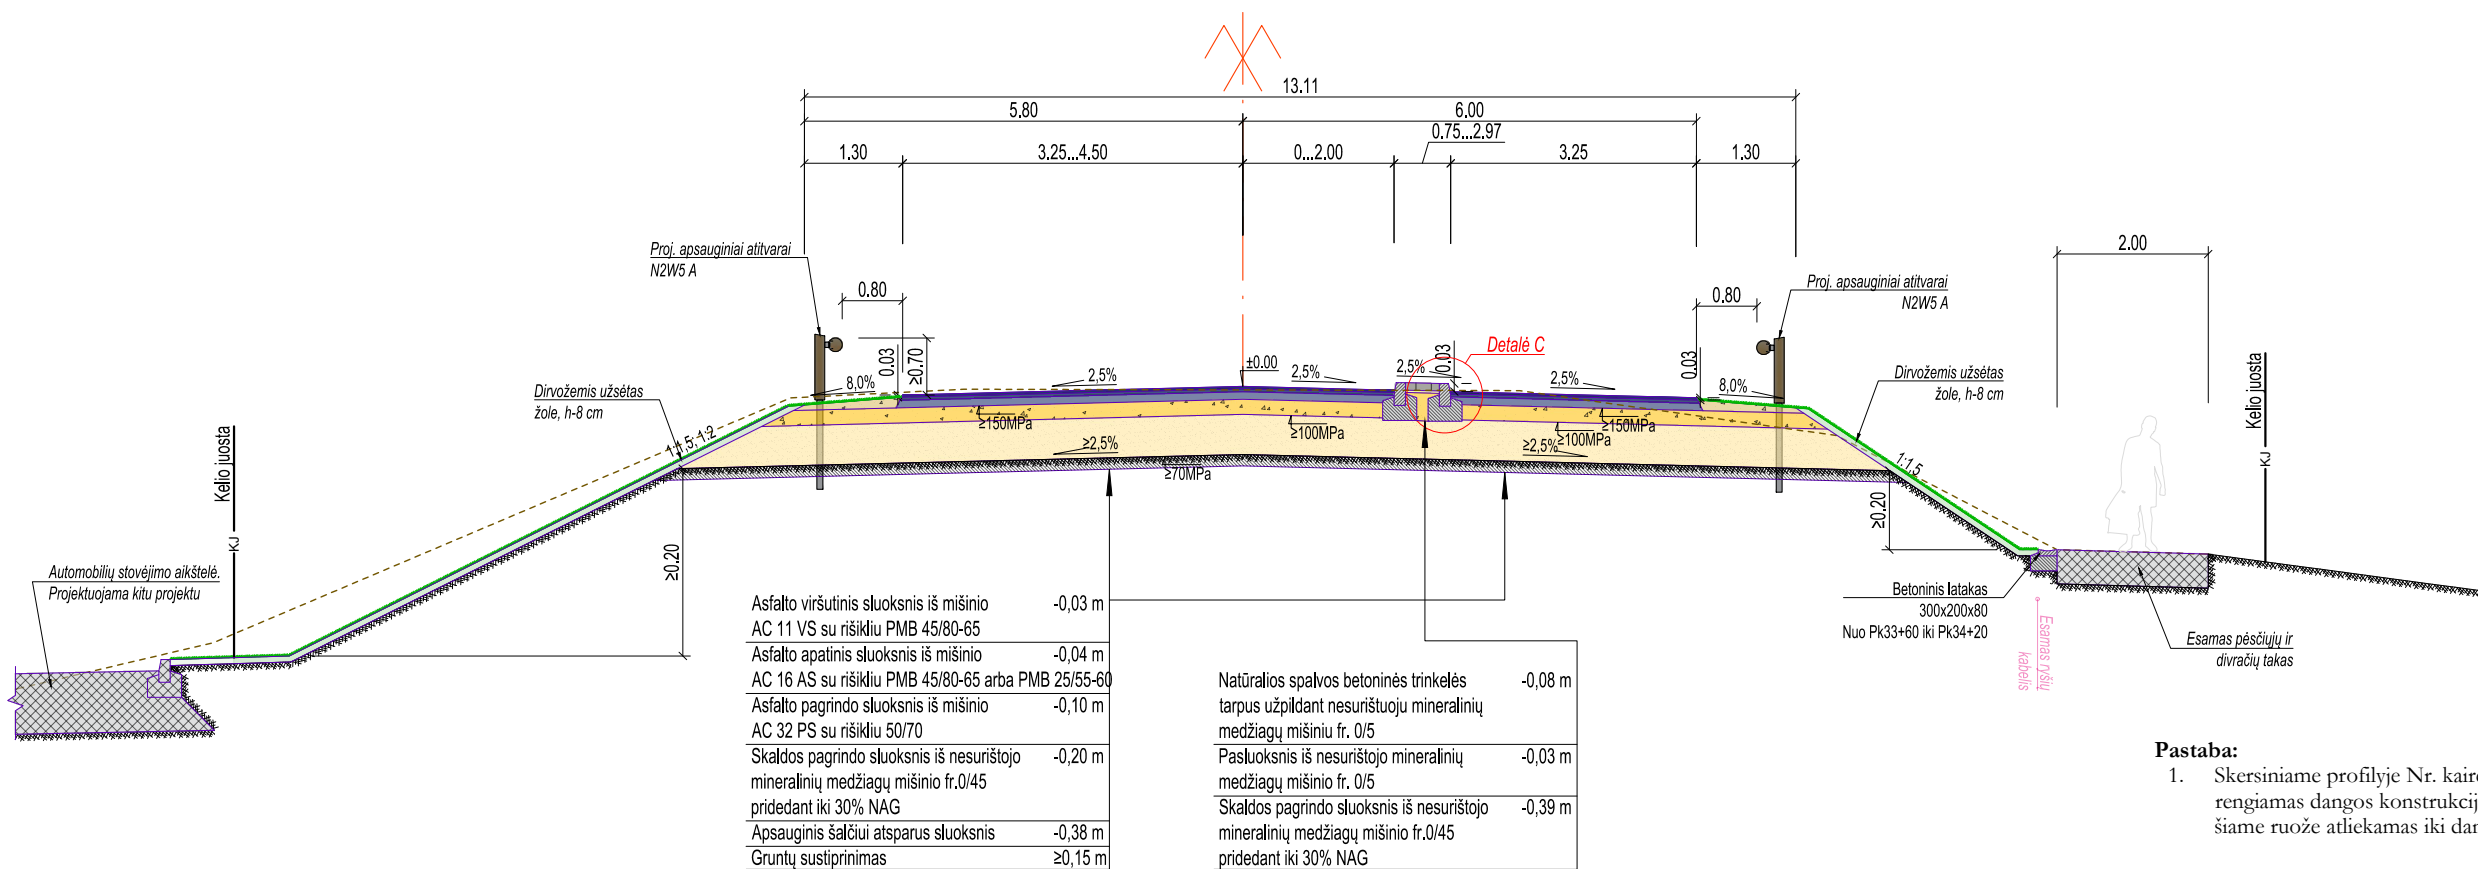 13.11
5.80
6.00
0.75...2.97
1.30
3.25...4.50
0...2.00
3.25
1.30
Proj. apsauginiai atitvarai
N2W5 A
2.00
Proj. apsauginiai atitvarai
N2W5 A
0.80
0.80
Kelio juosta
KJ
Kelio juosta
KJ
0.03
≥0.70
±0.00
0.03
Detalė C
0.03
8,0%
2,5%
2,5%
2,5%
2,5%
8,0%
Dirvožemis užsėtas
žole, h-8 cm
Dirvožemis užsėtas
žole, h-8 cm
≥150MPa
≥100MPa
≥100MPa
≥150MPa
1:1,5; 1:2
≥2,5%
≥2,5%
1:1,5
≥70MPa
≥0.20
≥0.20
Automobilių stovėjimo aikštelė.
Projektuojama kitu projektu
Betoninis latakas
300x200x80
Nuo Pk33+60 iki Pk34+20
Esamas ryšių
kabelis
Esamas pėsčiųjų ir
divračių takas
Asfalto viršutinis sluoksnis iš mišinio -0,03 m
AC 11 VS su rišikliu PMB 45/80-65
Asfalto apatinis sluoksnis iš mišinio -0,04 m
AC 16 AS su rišikliu PMB 45/80-65 arba PMB 25/55-60
Asfalto pagrindo sluoksnis iš mišinio -0,10 m
AC 32 PS su rišikliu 50/70
Skaldos pagrindo sluoksnis iš nesurištojo -0,20 m
mineralinių medžiagų mišinio fr.0/45
pridedant iki 30% NAG
Apsauginis šalčiui atsparus sluoksnis -0,38 m
Gruntų sustiprinimas ≥0,15 m
Natūralios spalvos betoninės trinkelės -0,08 m
tarpus užpildant nesurištuoju mineralinių
medžiagų mišiniu fr. 0/5
Pasluoksnis iš nesurištojo mineralinių -0,03 m
medžiagų mišinio fr. 0/5
Skaldos pagrindo sluoksnis iš nesurištojo -0,39 m
mineralinių medžiagų mišinio fr.0/45
pridedant iki 30% NAG
Pastaba:
1. Skersiniame profilyje Nr.
rengiamas dangos
šiame ruože atliekamas iki